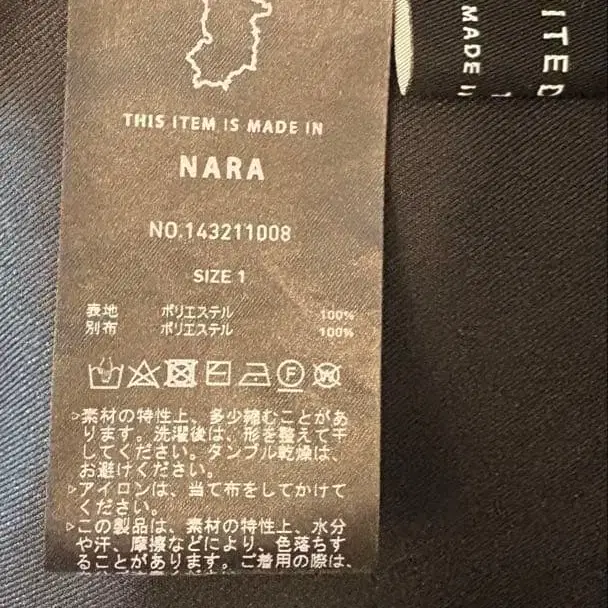 THIS ITEM IS MADE IN
NARA
NO.143211008
SIZE 1
表地 ポリエステル 100%
別布 ポリエステル 100%
F
W
▷素材の特性上、多少縮むことがあ
ります。洗濯後は、形を整えて干
してください。タンブル乾燥は、
お避けください。
▷アイロンは、当て布をしてかけて
ください。
▷この製品は、素材の特性上、水分
や汗、摩擦などにより、色落ちす
ることがあります。ご着用の際は、
ITED
MADE IN